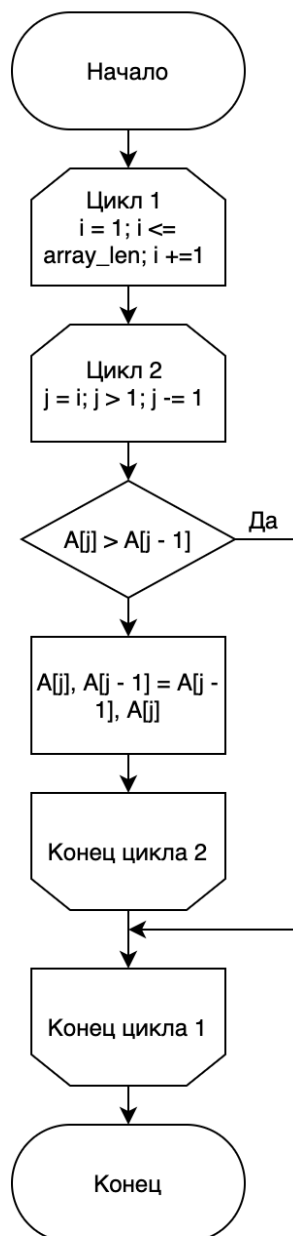 Начало
Цикл 1
i = 1; i <=
array_len; i +=1
Цикл 2
j = i; j > 1; j -= 1
A[j] > A[j - 1]
Да
A[j], A[j - 1] = A[j -
1], A[j]
Конец цикла 2
Конец цикла 1
Конец